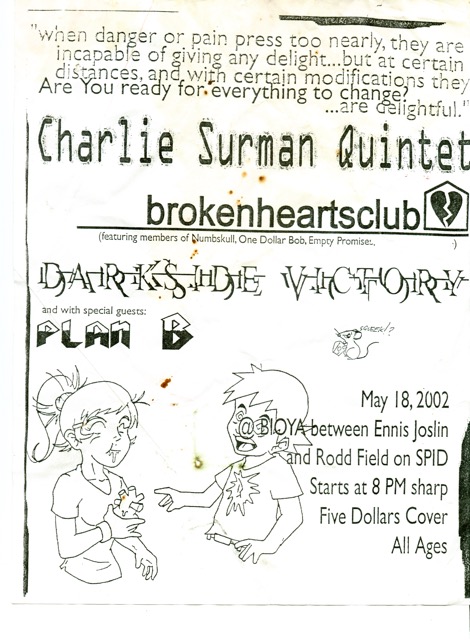 "when danger or pain press too nearly, they are
incapable of giving any delight...but at certain
distances, and with certain modifications they
Are You ready for everything to change?
...are delightful."
Charlie Surman Quintet
brokenheartsclub
(featuring members of Numbskull, One Dollar Bob, Empty Promises,
DARKSIDE VICTORY
and with special guests:
PLAN B
May 18, 2002
@ BIOYA between Ennis Joslin
and Rodd Field on SPID
Starts at 8 PM sharp
Five Dollars Cover
All Ages